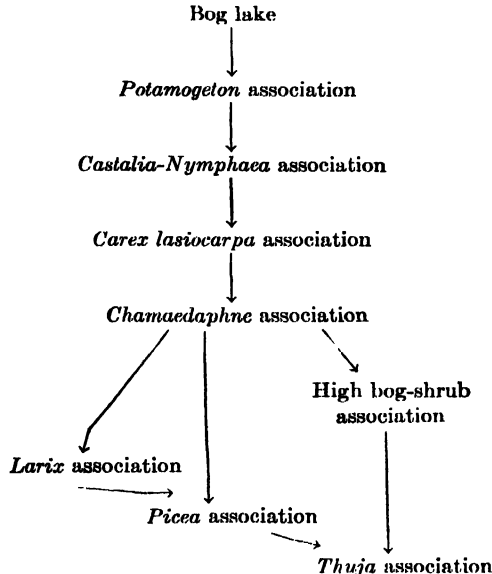 Bog lake
Potamogeton association
Castalia-Nymphaea association
Carex lasiocarpa association
Chamaedaphne association
High bog-shrub
association
Larix association
Picea association
Thuja association